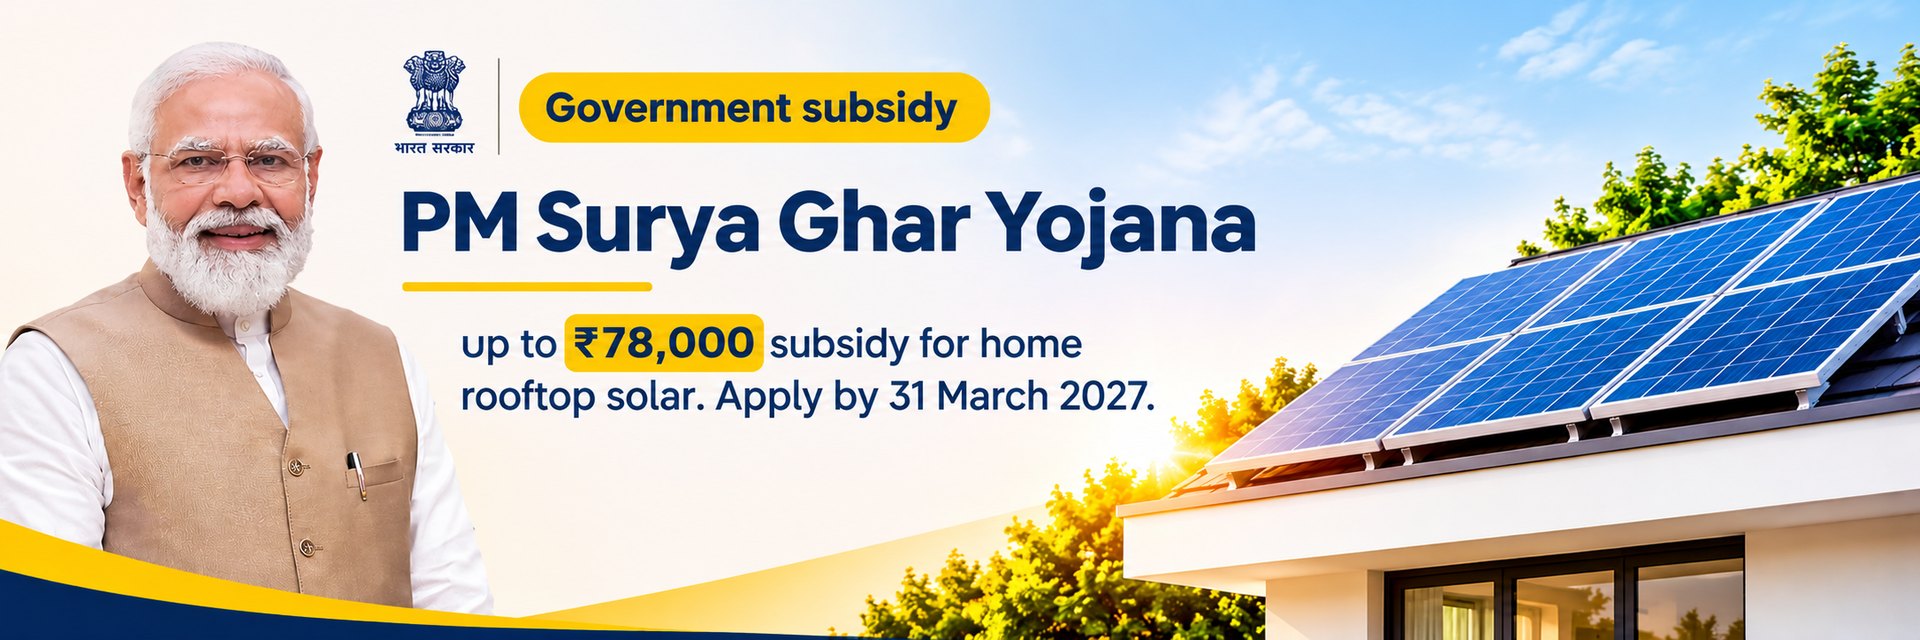 भारत सरकार
Government subsidy
PM Surya Ghar Yojana
up to ₹78,000 subsidy for home
rooftop solar. Apply by 31 March 2027.